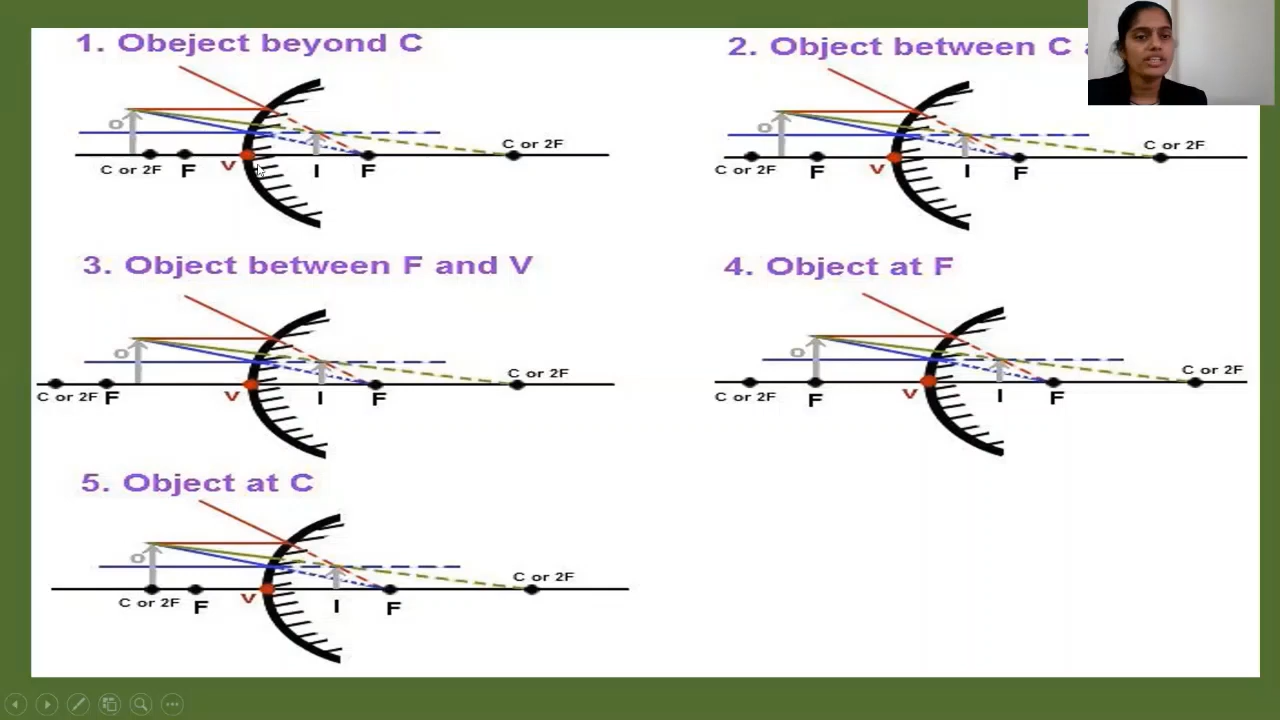 1. Obeject beyond C
O
C or 2F
F
V
I
F
C or 2F
2. Object between C
O
C or 2F
F
V
I
F
C or 2F
3. Object between F and V
O
C or 2F
F
V
I
F
C or 2F
4. Object at F
O
C or 2F
F
V
I
F
C or 2F
5. Object at C
O
C or 2F
F
V
I
F
C or 2F